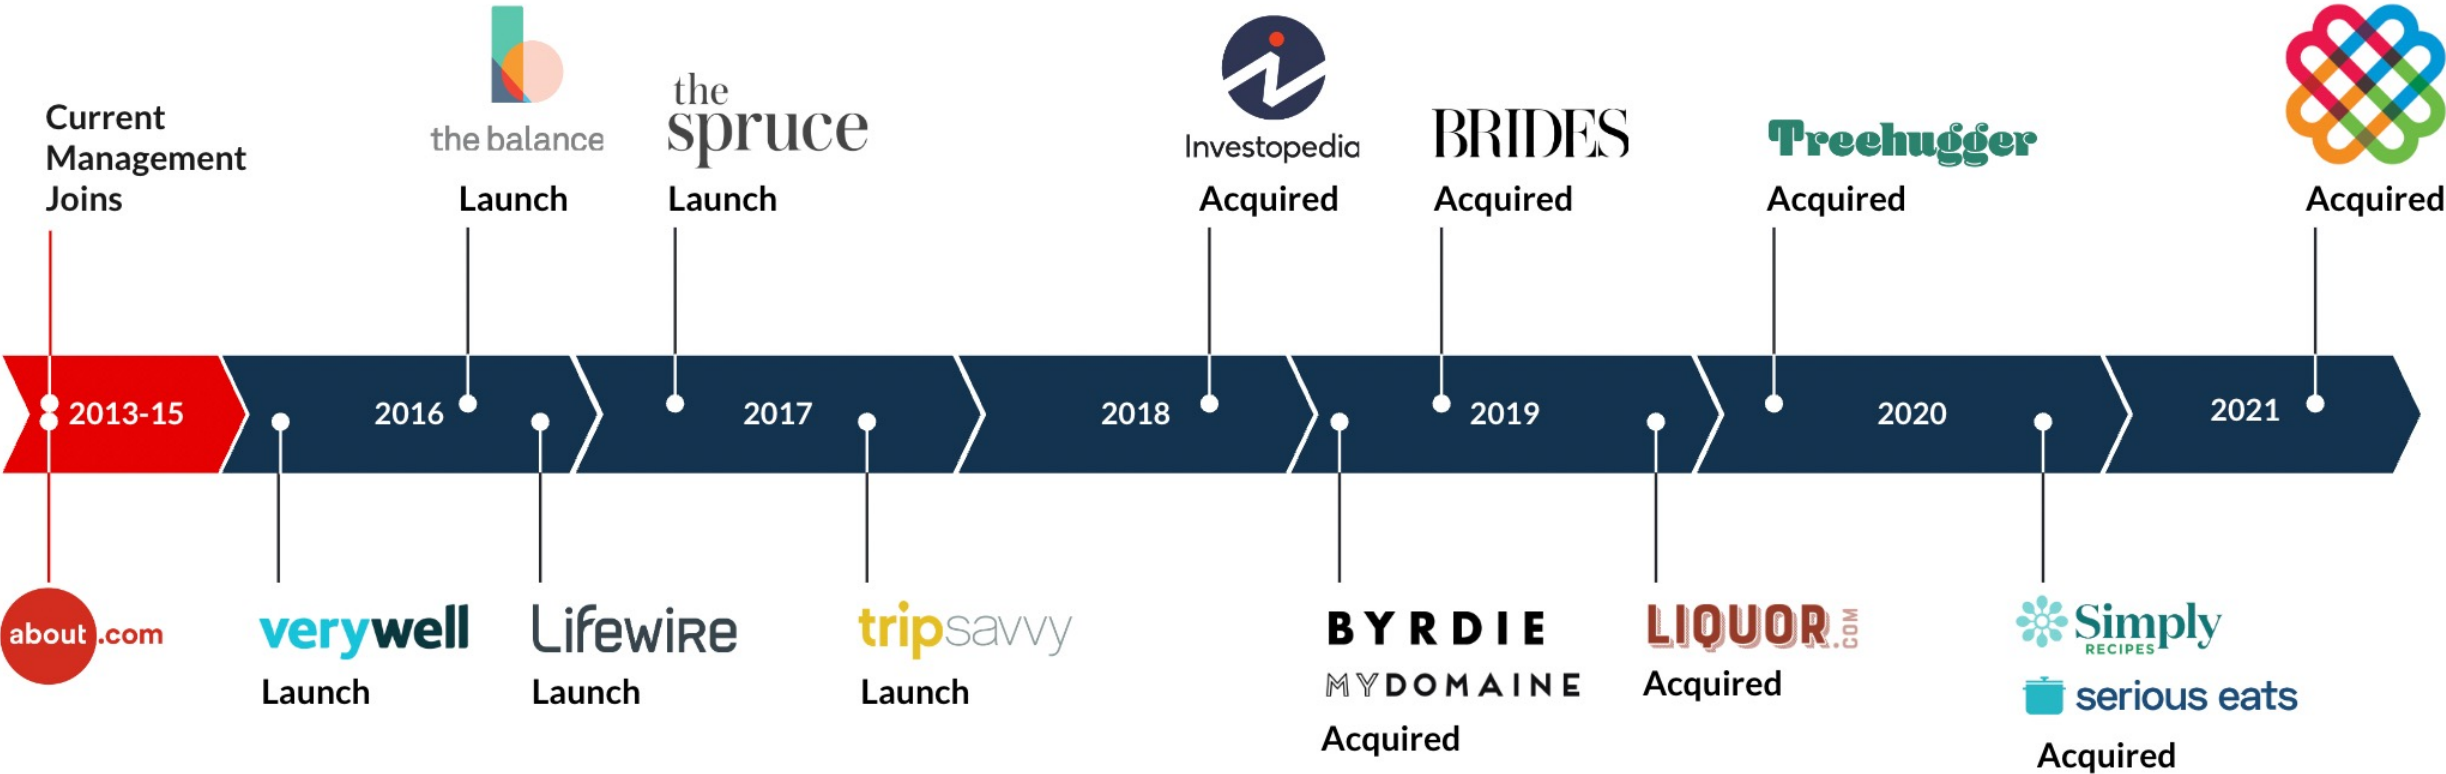 Current
Management
Joins
the balance
Launch
the
spruce
Launch
Investopedia
Acquired
BRIDES
Acquired
Treehugger
Acquired
Acquired
2013-15
2016
2017
2018
2019
2020
2021
about.com
verywell
Launch
Lifewire
Launch
tripsavvy
Launch
BYRDIE
MYDOMAINE
Acquired
LIQUOR.COM
Acquired
Simply
RECIPES
serious eats
Acquired